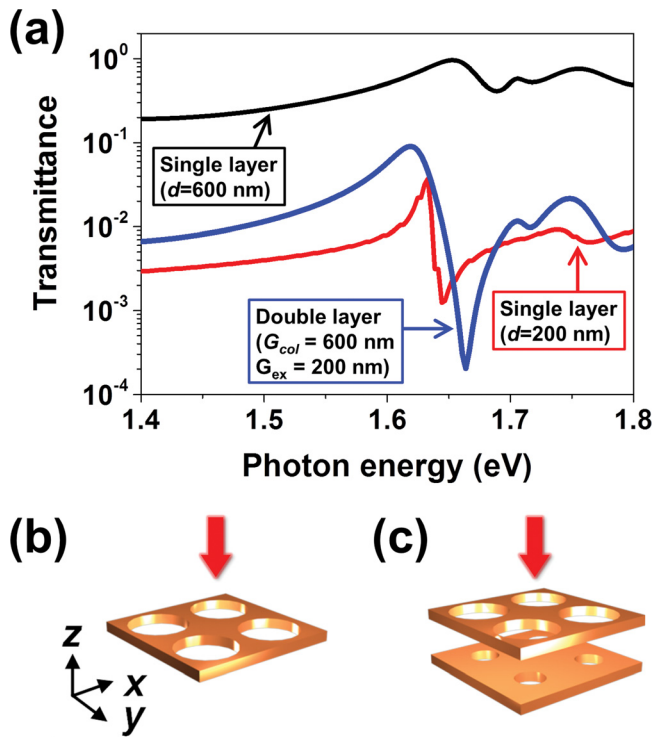 (a)
Transmittance
10⁰
10⁻¹
10⁻²
10⁻³
10⁻⁴
Single layer
(d=600 nm)
Double layer
(G_col = 600 nm
G_ex = 200 nm)
Single layer
(d=200 nm)
1.4 1.5 1.6 1.7 1.8
Photon energy (eV)
(b)
(c)
z
x
y